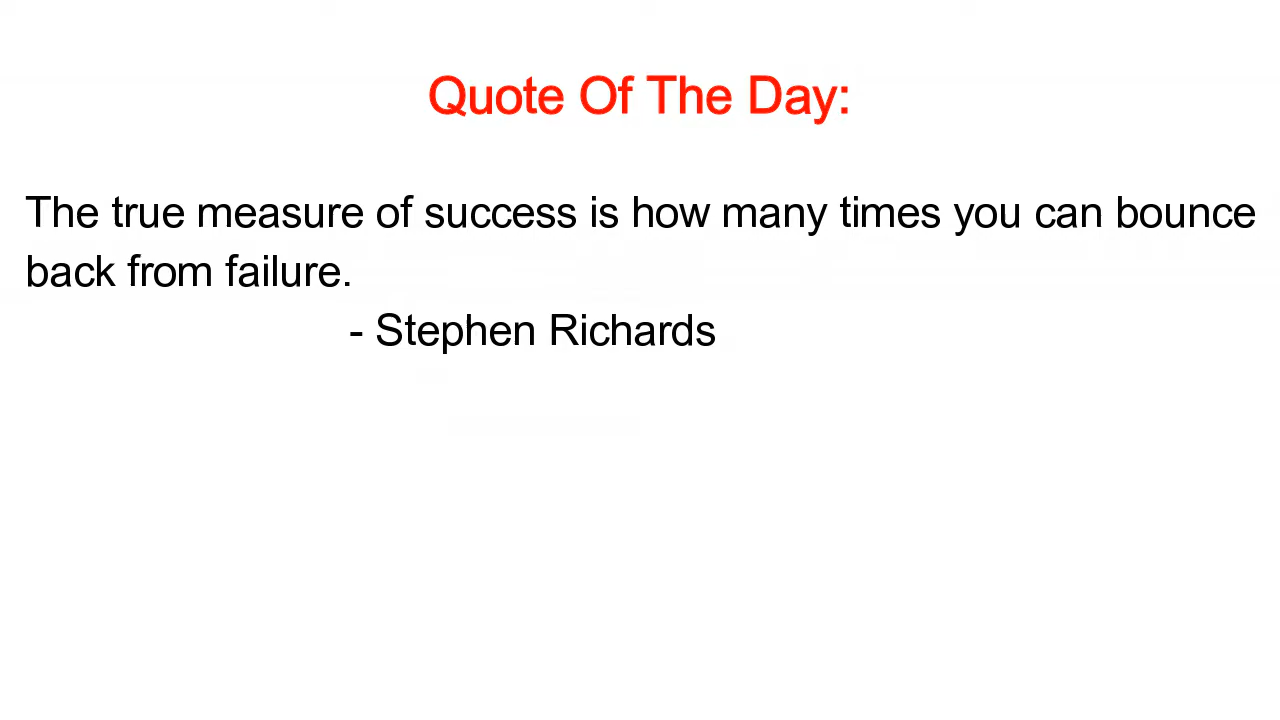 Quote Of The Day:
The true measure of success is how many times you can bounce
back from failure.
- Stephen Richards